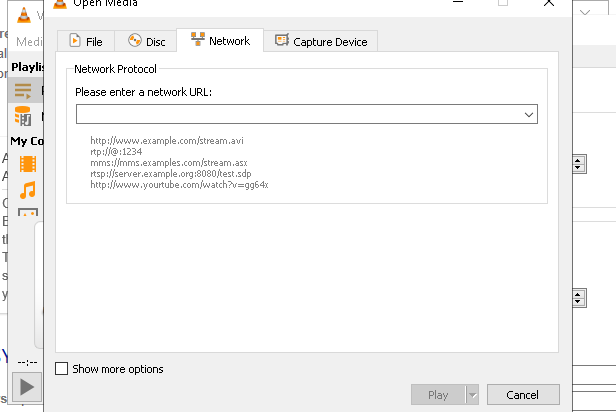 Open Media
File
Disc
Network
Capture Device
Network Protocol
Please enter a network URL:
http://www.example.com/stream.avi
rtp://@:1234
mms://mms.examples.com/stream.asx
rtsp://server.example.org:8080/test.sdp
http://www.yourtube.com/watch?v=gg64x
Show more options
Play
Cancel
Medi
Playlis
My Co
--:--